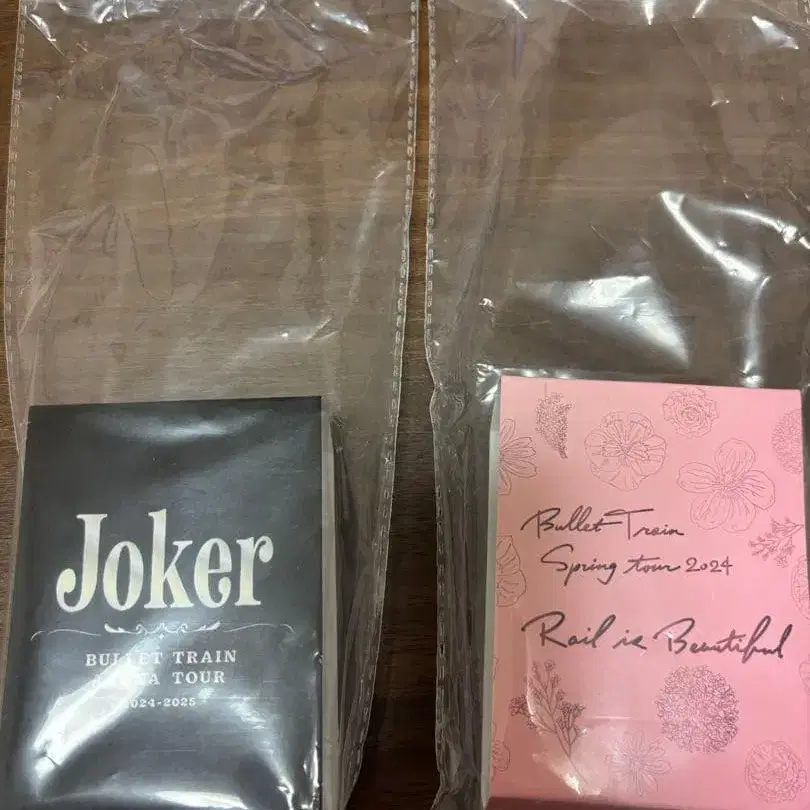 Joker
BULLET TRAIN
TOUR
2024-2025
Bullet Train
Spring tour 2024
Rail is Beautiful